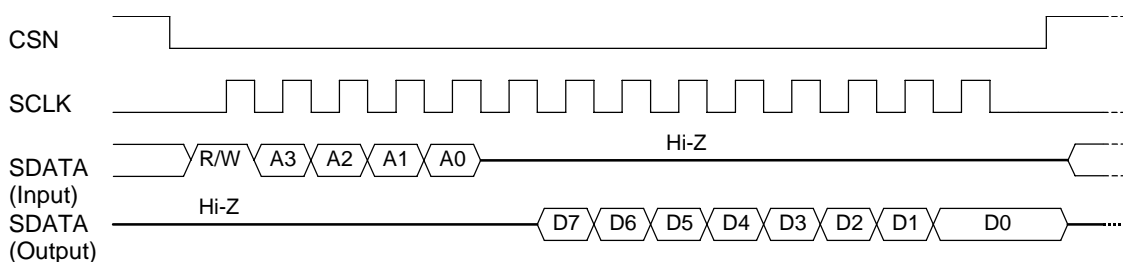 CSN
SCLK
SDATA
(Input)
R/W A3 A2 A1 A0 Hi-Z
SDATA
(Output)
Hi-Z D7 D6 D5 D4 D3 D2 D1 D0